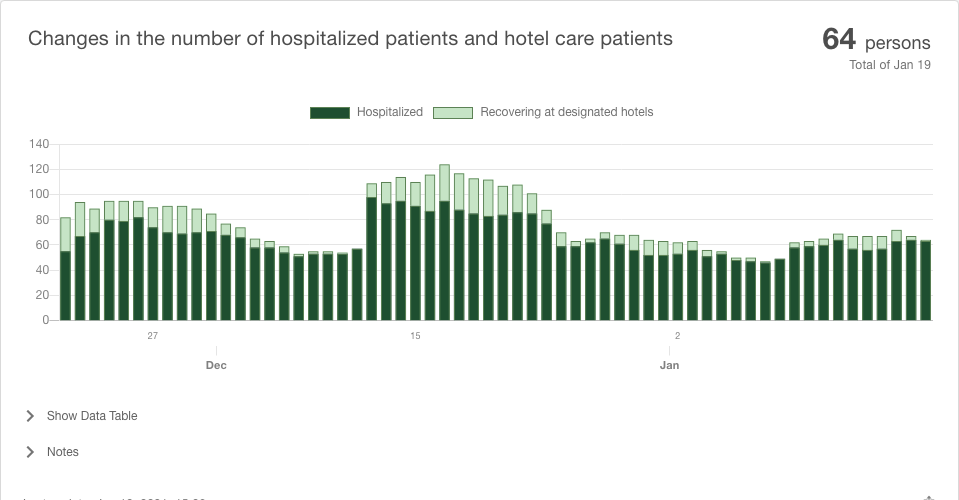 Changes in the number of hospitalized patients and hotel care patients
64 persons
Total of Jan 19
Hospitalized Recovering at designated hotels
140
120
100
80
60
40
20
0
27 15 2
Dec Jan
Show Data Table
Notes